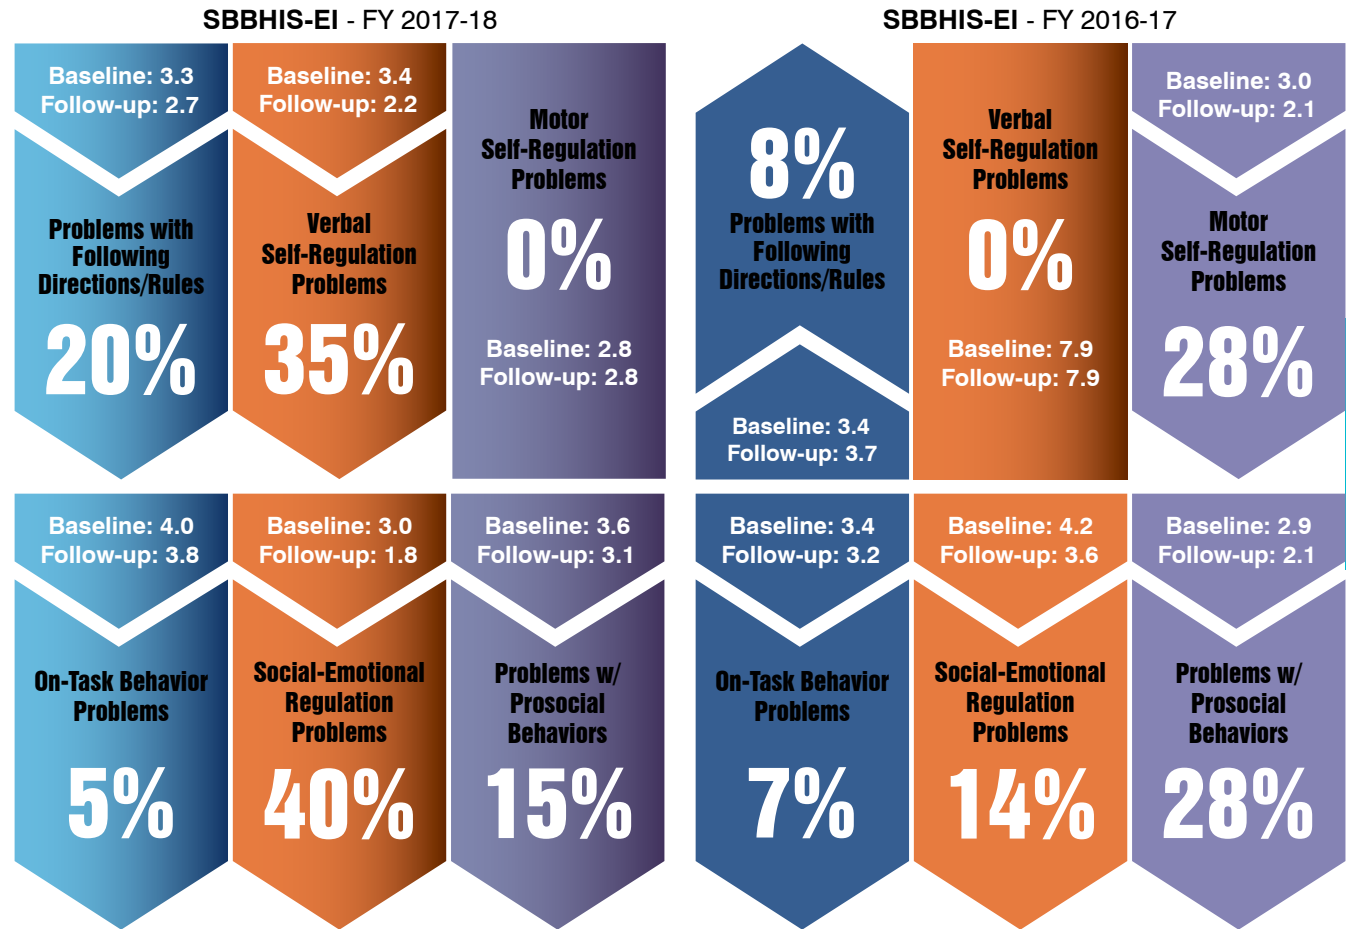 SBBHIS-EI - FY 2017-18
Baseline: 3.3
Follow-up: 2.7
Problems with
Following
Directions/Rules
20%
Baseline: 3.4
Follow-up: 2.2
Verbal
Self-Regulation
Problems
35%
Motor
Self-Regulation
Problems
0%
Baseline: 2.8
Follow-up: 2.8
Baseline: 4.0
Follow-up: 3.8
On-Task Behavior
Problems
5%
Baseline: 3.0
Follow-up: 1.8
Social-Emotional
Regulation
Problems
40%
Baseline: 3.6
Follow-up: 3.1
Problems w/
Prosocial
Behaviors
15%
SBBHIS-EI - FY 2016-17
8%
Problems with
Following
Directions/Rules
Baseline: 3.4
Follow-up: 3.7
Verbal
Self-Regulation
Problems
0%
Baseline: 7.9
Follow-up: 7.9
Baseline: 3.0
Follow-up: 2.1
Motor
Self-Regulation
Problems
28%
Baseline: 3.4
Follow-up: 3.2
On-Task Behavior
Problems
7%
Baseline: 4.2
Follow-up: 3.6
Social-Emotional
Regulation
Problems
14%
Baseline: 2.9
Follow-up: 2.1
Problems w/
Prosocial
Behaviors
28%